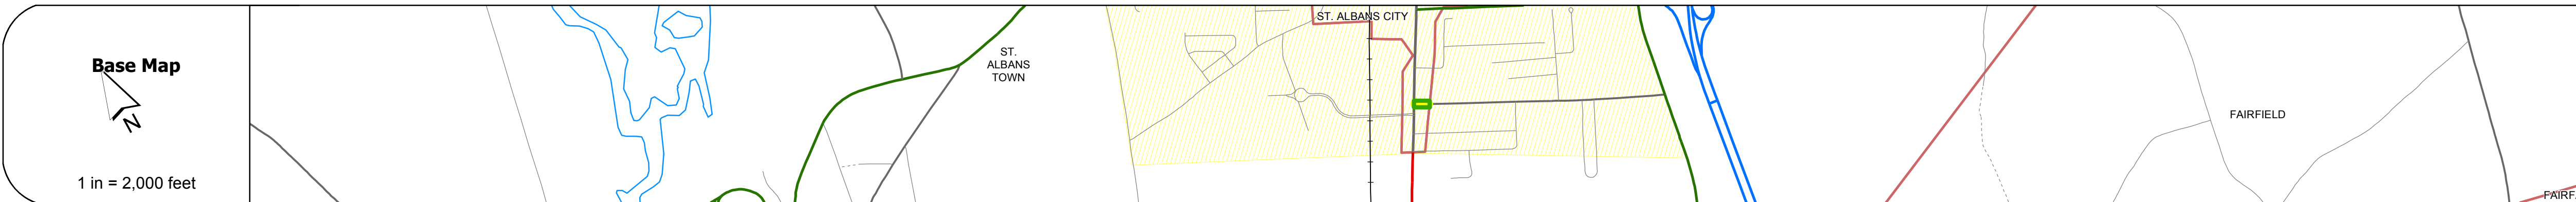 Base Map
N
1 in = 2,000 feet
ST.
ALBANS
TOWN
ST. ALBANS CITY
FAIRFIELD